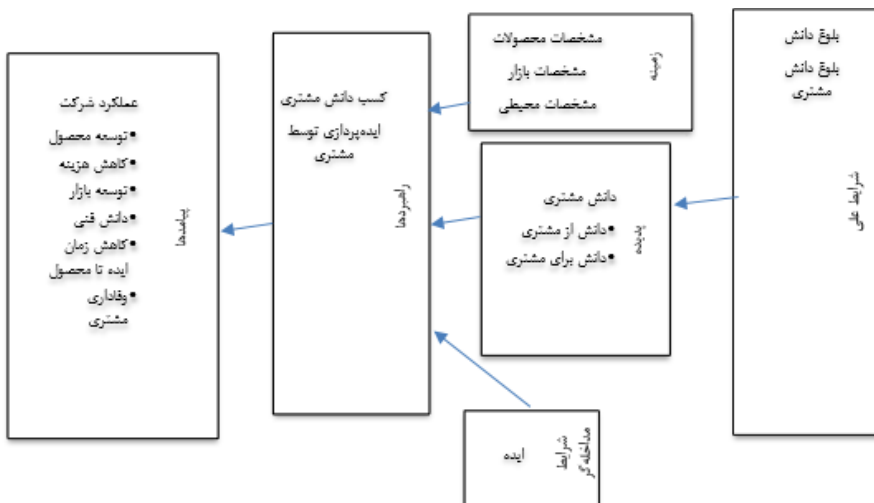 بلوغ دانش
بلوغ دانش
مشتری
شرایط علی
مشخصات محصولات
مشخصات بازار
مشخصات محیطی
زمینه
دانش مشتری
•دانش از مشتری
•دانش برای مشتری
پدیده
ایده
شرایط
مداخله‌گر
کسب دانش مشتری
ایده‌پردازی توسط
مشتری
راهبردها
عملکرد شرکت
•توسعه محصول
•کاهش هزینه
•توسعه بازار
•دانش فنی
•کاهش زمان
ایده تا محصول
•وفاداری
مشتری
پیامدها